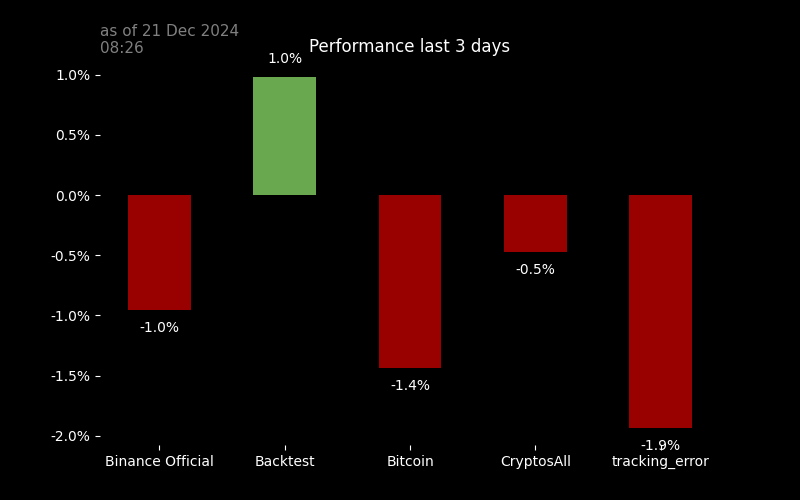 as of 21 Dec 2024
08:26
Performance last 3 days
1.0%
1.0%
0.5%
0.0%
-0.5%
-1.0%
-1.5%
-2.0%
-1.0%
-1.4%
-0.5%
-1.9%
Binance Official
Backtest
Bitcoin
CryptosAll
tracking_error